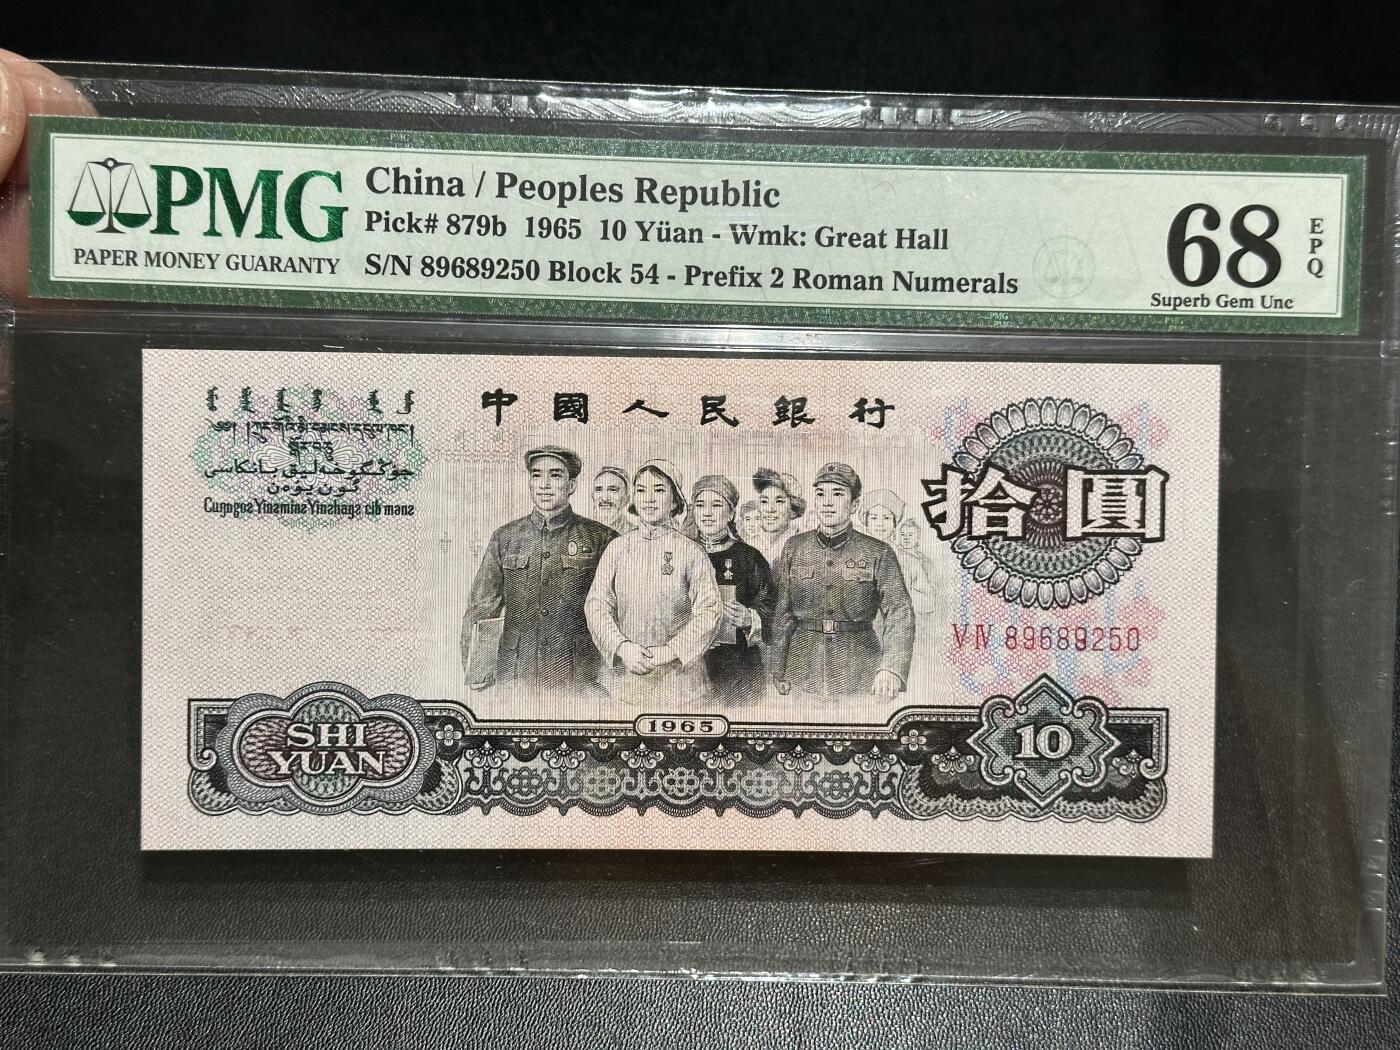 PMG
PAPER MONEY GUARANTY
China / Peoples Republic
Pick# 879b 1965 10 Yüan - Wmk: Great Hall
S/N 89689250 Block 54 - Prefix 2 Roman Numerals
68
EPQ
Superb Gem Unc
PMG
中國人民銀行
拾圓
V IV 89689250
1965
SHI
YUAN
10